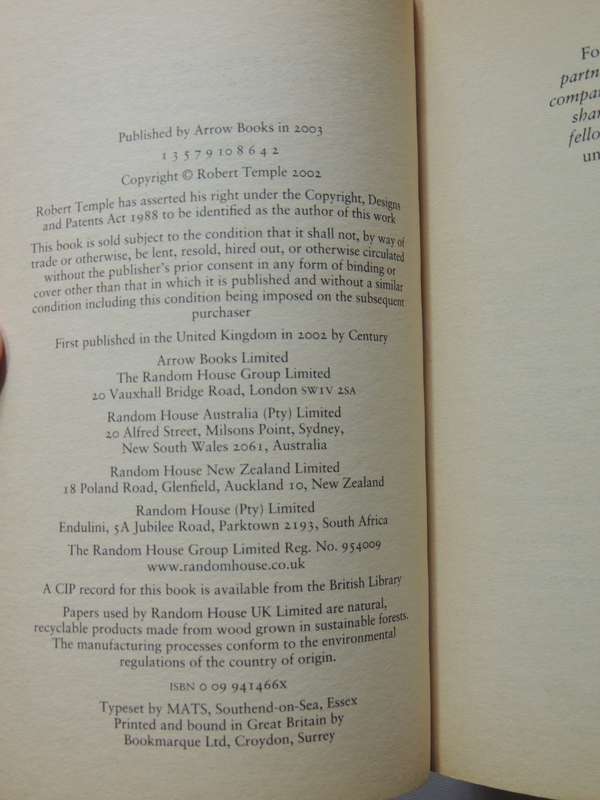 Published by Arrow Books in 2003
1 3 5 7 9 10 8 6 4 2
Copyright © Robert Temple 2002
Robert Temple has asserted his right under the Copyright, Designs
and Patents Act 1988 to be identified as the author of this work
This book is sold subject to the condition that it shall not, by way of
trade or otherwise, be lent, resold, hired out, or otherwise circulated
without the publisher's prior consent in any form of binding or
cover other than that in which it is published and without a similar
condition including this condition being imposed on the subsequent
purchaser
First published in the United Kingdom in 2002 by Century
Arrow Books Limited
The Random House Group Limited
20 Vauxhall Bridge Road, London SW1V 2SA
Random House Australia (Pty) Limited
20 Alfred Street, Milsons Point, Sydney,
New South Wales 2061, Australia
Random House New Zealand Limited
18 Poland Road, Glenfield, Auckland 10, New Zealand
Random House (Pty) Limited
Endulini, 5A Jubilee Road, Parktown 2193, South Africa
The Random House Group Limited Reg. No. 954009
www.randomhouse.co.uk
A CIP record for this book is available from the British Library
Papers used by Random House UK Limited are natural,
recyclable products made from wood grown in sustainable forests.
The manufacturing processes conform to the environmental
regulations of the country of origin.
ISBN 0 09 941466X
Typeset by MATS, Southend-on-Sea, Essex
Printed and bound in Great Britain by
Bookmarque Ltd, Croydon, Surrey
Fo
partn
compa
shar
fello
un